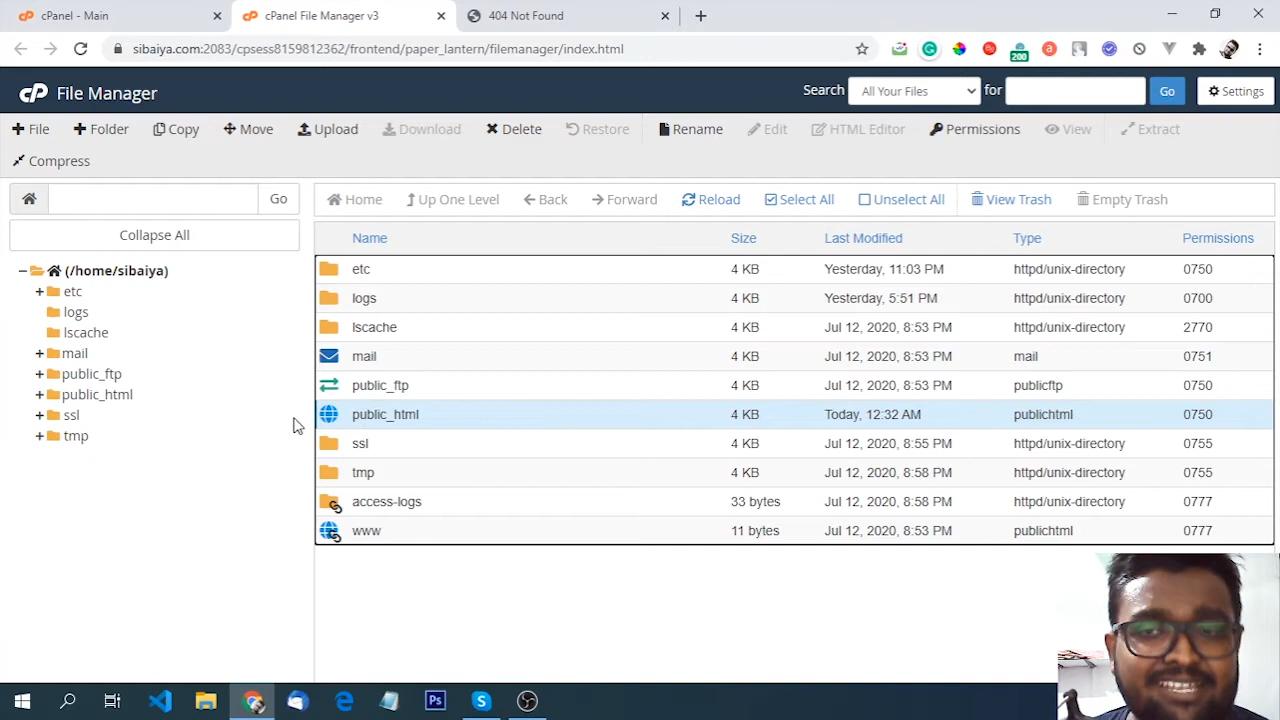 cPanel - Main
cPanel File Manager v3
404 Not Found
sibaiya.com:2083/cpsess8159812362/frontend/paper_lantern/filemanager/index.html
200
cP File Manager
Search All Your Files for Go Settings
File Folder Copy Move Upload Download Delete Restore Rename Edit HTML Editor Permissions View Extract
Compress
Go
Home Up One Level Back Forward Reload Select All Unselect All View Trash Empty Trash
Collapse All
(/home/sibaiya)
etc
logs
lscache
mail
public_ftp
public_html
ssl
tmp
Name Size Last Modified Type Permissions
etc 4 KB Yesterday, 11:03 PM httpd/unix-directory 0750
logs 4 KB Yesterday, 5:51 PM httpd/unix-directory 0700
lscache 4 KB Jul 12, 2020, 8:53 PM httpd/unix-directory 2770
mail 4 KB Jul 12, 2020, 8:53 PM mail 0751
public_ftp 4 KB Jul 12, 2020, 8:53 PM publicftp 0750
public_html 4 KB Today, 12:32 AM publichtml 0750
ssl 4 KB Jul 12, 2020, 8:55 PM httpd/unix-directory 0755
tmp 4 KB Jul 12, 2020, 8:58 PM httpd/unix-directory 0755
access-logs 33 bytes Jul 12, 2020, 8:58 PM httpd/unix-directory 0777
www 11 bytes Jul 12, 2020, 8:53 PM publichtml 0777
Ps